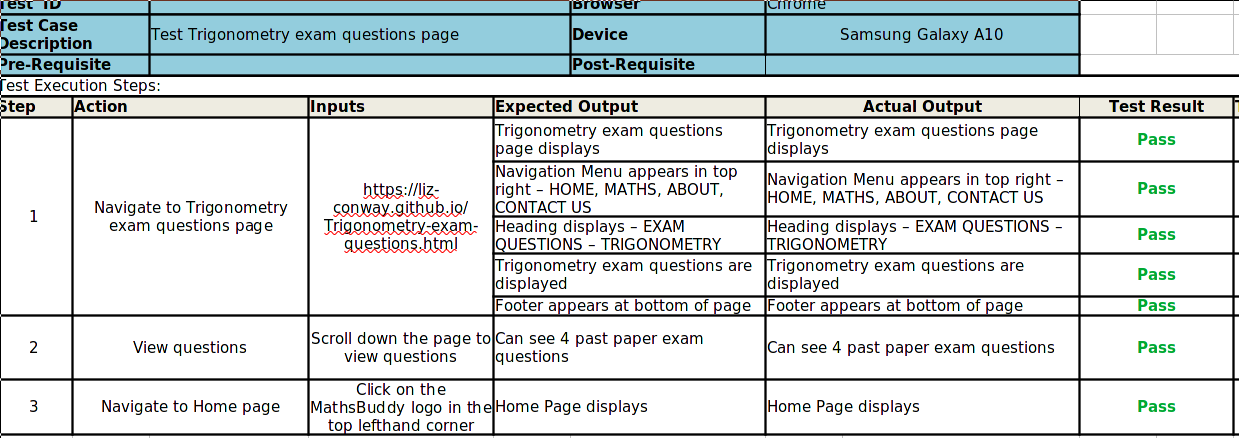 Test ID Browser Chrome
Test Case Description Test Trigonometry exam questions page Device Samsung Galaxy A10
Pre-Requisite Post-Requisite
Test Execution Steps:
Step Action Inputs Expected Output Actual Output Test Result
1 Navigate to Trigonometry exam questions page https://liz-conway.github.io/Trigonometry-exam-questions.html Trigonometry exam questions page displays Trigonometry exam questions page displays Pass
Navigation Menu appears in top right – HOME, MATHS, ABOUT, CONTACT US Navigation Menu appears in top right – HOME, MATHS, ABOUT, CONTACT US Pass
Heading displays – EXAM QUESTIONS – TRIGONOMETRY Heading displays – EXAM QUESTIONS – TRIGONOMETRY Pass
Trigonometry exam questions are displayed Trigonometry exam questions are displayed Pass
Footer appears at bottom of page Footer appears at bottom of page Pass
2 View questions Scroll down the page to view questions Can see 4 past paper exam questions Can see 4 past paper exam questions Pass
3 Navigate to Home page Click on the MathsBuddy logo in the top lefthand corner Home Page displays Home Page displays Pass